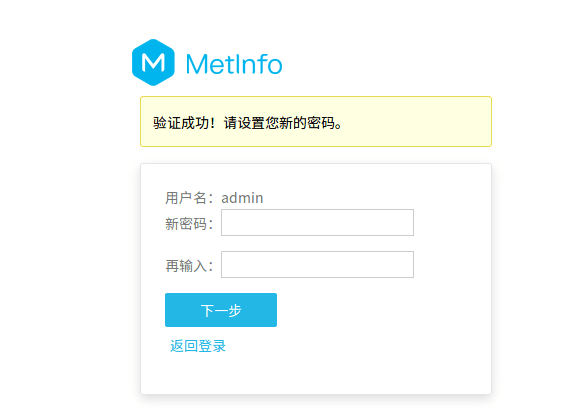 MetInfo
验证成功！请设置您新的密码。
用户名：admin
新密码：
再输入：
下一步
返回登录